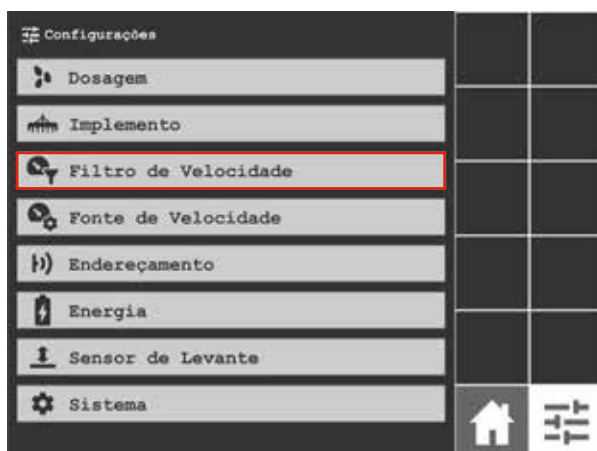 Configurações
Dosagem
Implemento
Filtro de Velocidade
Fonte de Velocidade
Endereçamento
Energia
Sensor de Levante
Sistema